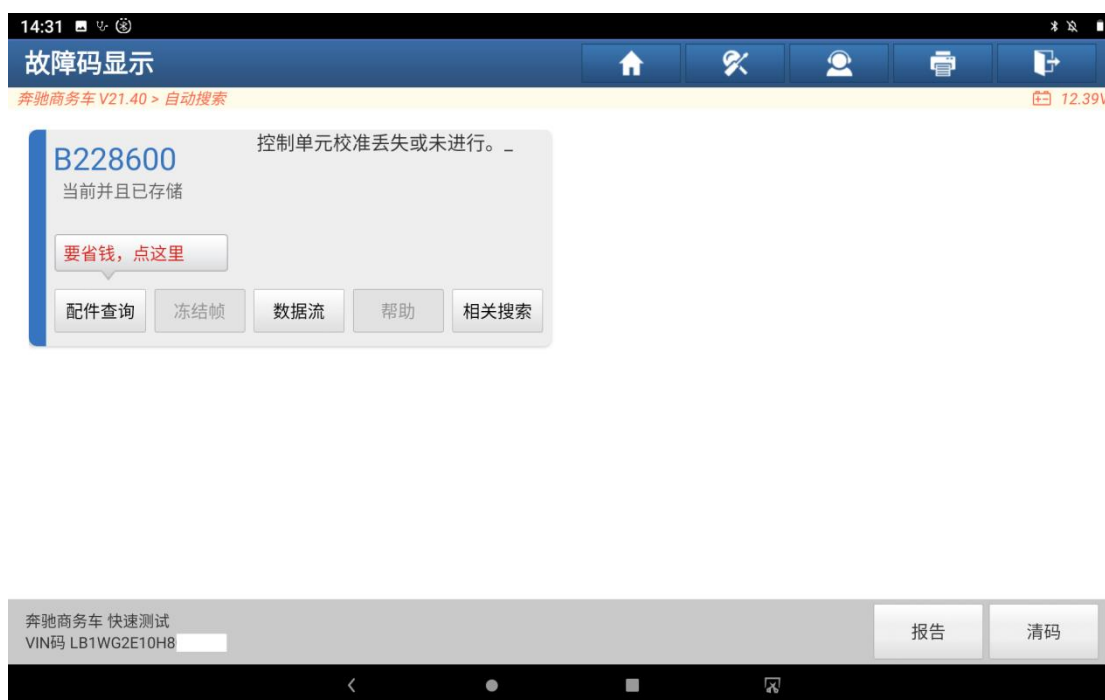 14:31
故障码显示
奔驰商务车 V21.40 > 自动搜索
12.39V
B228600
控制单元校准丢失或未进行。_
当前并且已存储
要省钱，点这里
配件查询 冻结帧 数据流 帮助 相关搜索
奔驰商务车 快速测试
VIN码 LB1WG2E10H8
报告 清码